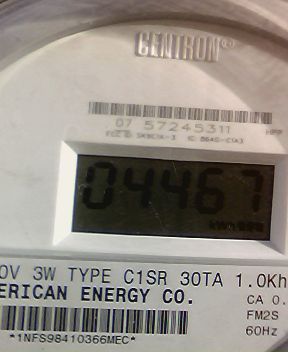 CENTRON®
07 57245311
04467
0V 3W TYPE C1SR 30TA 1.0Kh
ERICAN ENERGY CO.
CA 0.
FM2S
60Hz
*1NFS98410366MEC*